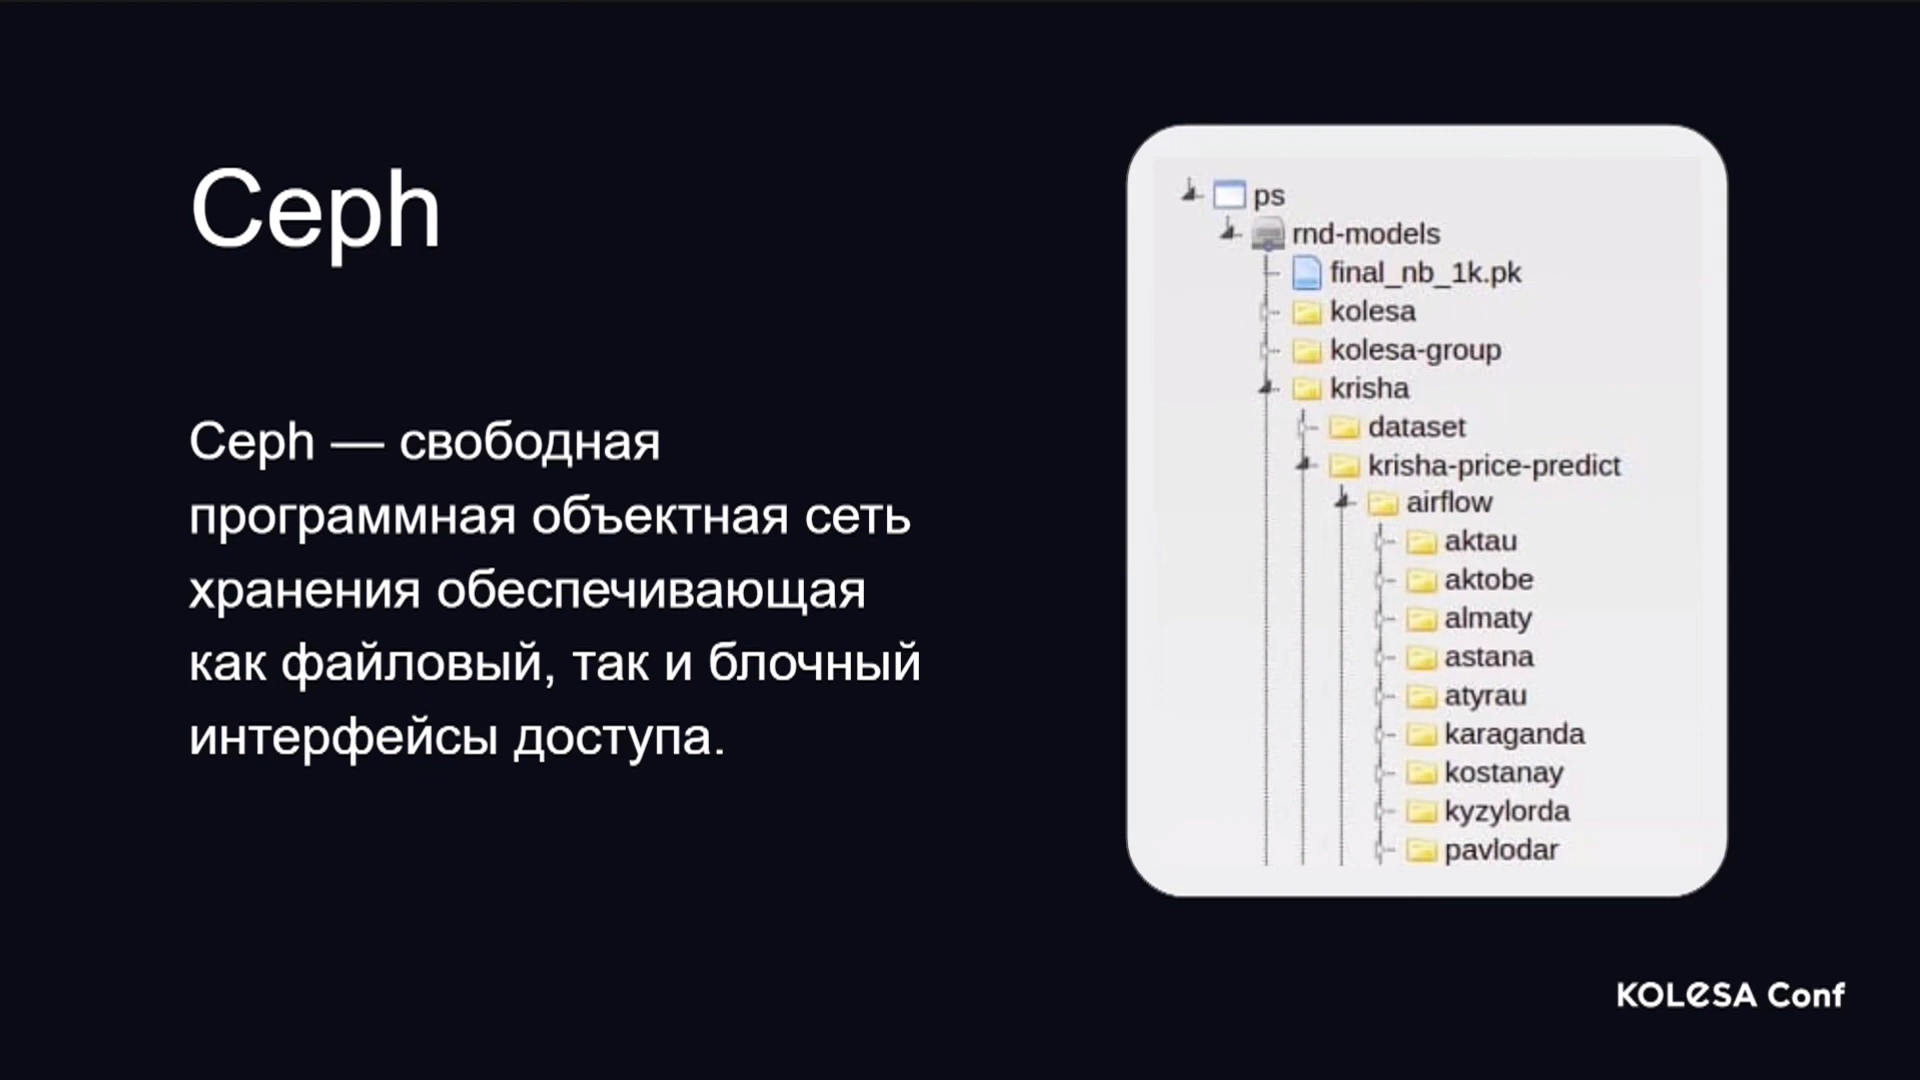 Ceph
Ceph — свободная
программная объектная сеть
хранения обеспечивающая
как файловый, так и блочный
интерфейсы доступа.
ps
rnd-models
final_nb_1k.pk
kolesa
kolesa-group
krisha
dataset
krisha-price-predict
airflow
aktau
aktobe
almaty
astana
atyrau
karaganda
kostanay
kyzylorda
pavlodar
KOLESA Conf